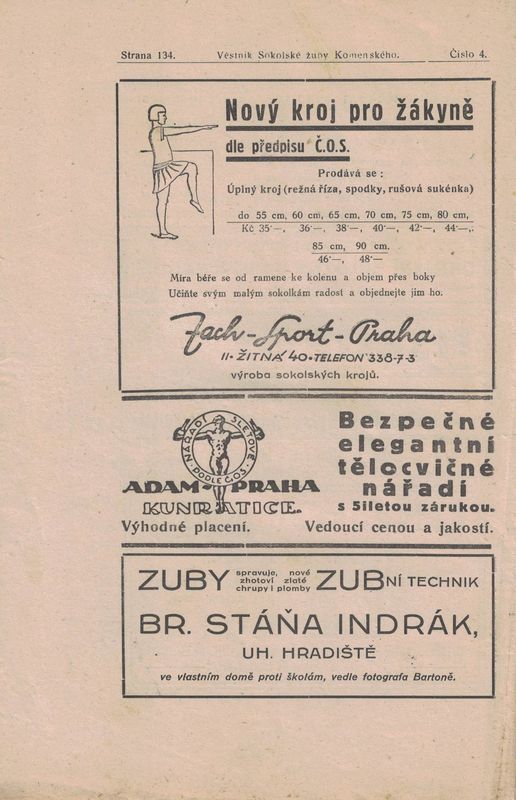 Strana 134. Věstník Sokolské župy Komenského. Číslo 4.
Nový kroj pro žákyně
dle předpisu Č.O.S.
Prodává se :
Úplný kroj (režná říza, spodky, rušová sukénka)
do 55 cm, 60 cm, 65 cm, 70 cm, 75 cm, 80 cm,
Kč 35·—, 36·—, 38·—, 40·—, 42·—, 44·—,
85 cm, 90 cm.
46·— 48·—
Míra béře se od ramene ke kolenu a objem přes boky
Učiňte svým malým sokolkám radost a objednejte jim ho.
Zach-Sport-Praha
II·ŽITNÁ 40·TELEFON 338-7-3
výroba sokolských krojů.
NÁŘADÍ SLETOVÉ
PODLE ČOS
ADAM-PRAHA
KUNRATICE.
Výhodné placení.
Bezpečné
elegantní
tělocvičné
nářadí
s 5iletou zárukou.
Vedoucí cenou a jakostí.
ZUBY spravuje, nové zhotoví zlaté chrupy i plomby ZUBNÍ TECHNIK
BR. STÁŇA INDRÁK,
UH. HRADIŠTĚ
ve vlastním domě proti školám, vedle fotografa Bartoně.